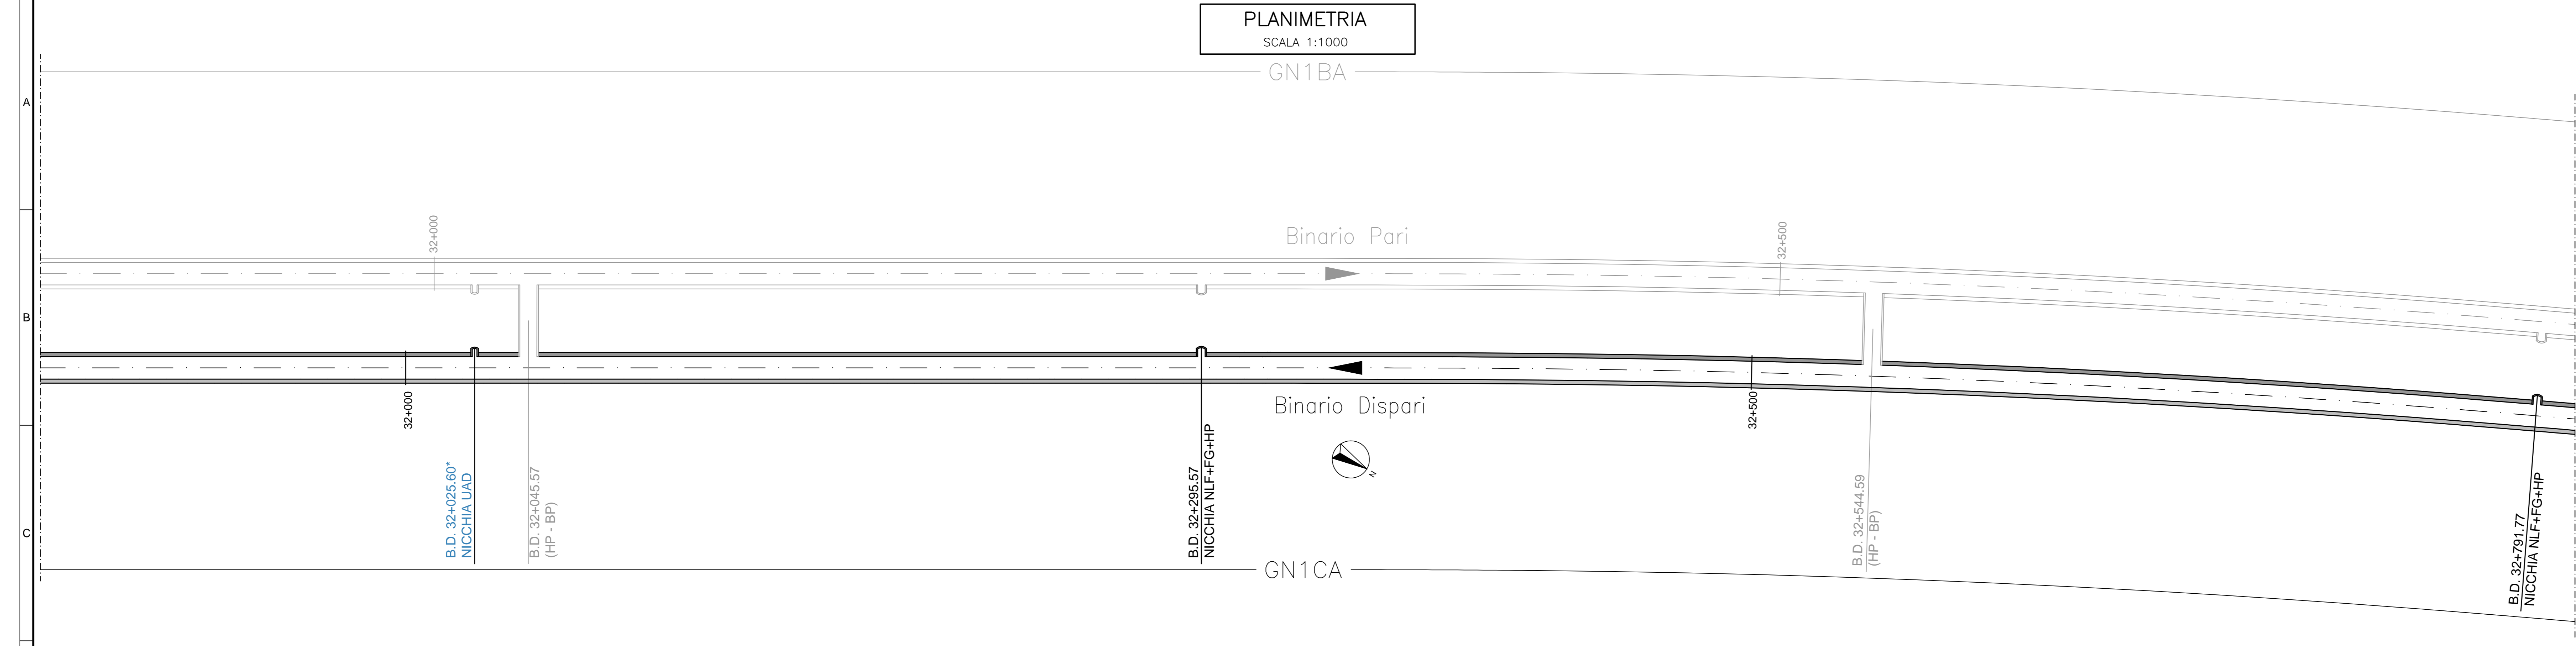 PLANIMETRIA
SCALA 1:1000
GN1BA
A
32+000
Binario Pari
32+500
B
32+000
Binario Dispari
32+500
N
B.D. 32+025.60*
NICCHIA UAD
B.D. 32+045.57
(HP - BP)
B.D. 32+295.57
NICCHIA NLF+FG+HP
B.D. 32+544.59
(HP - BP)
B.D. 32+791.77
NICCHIA NLF+FG+HP
C
GN1CA